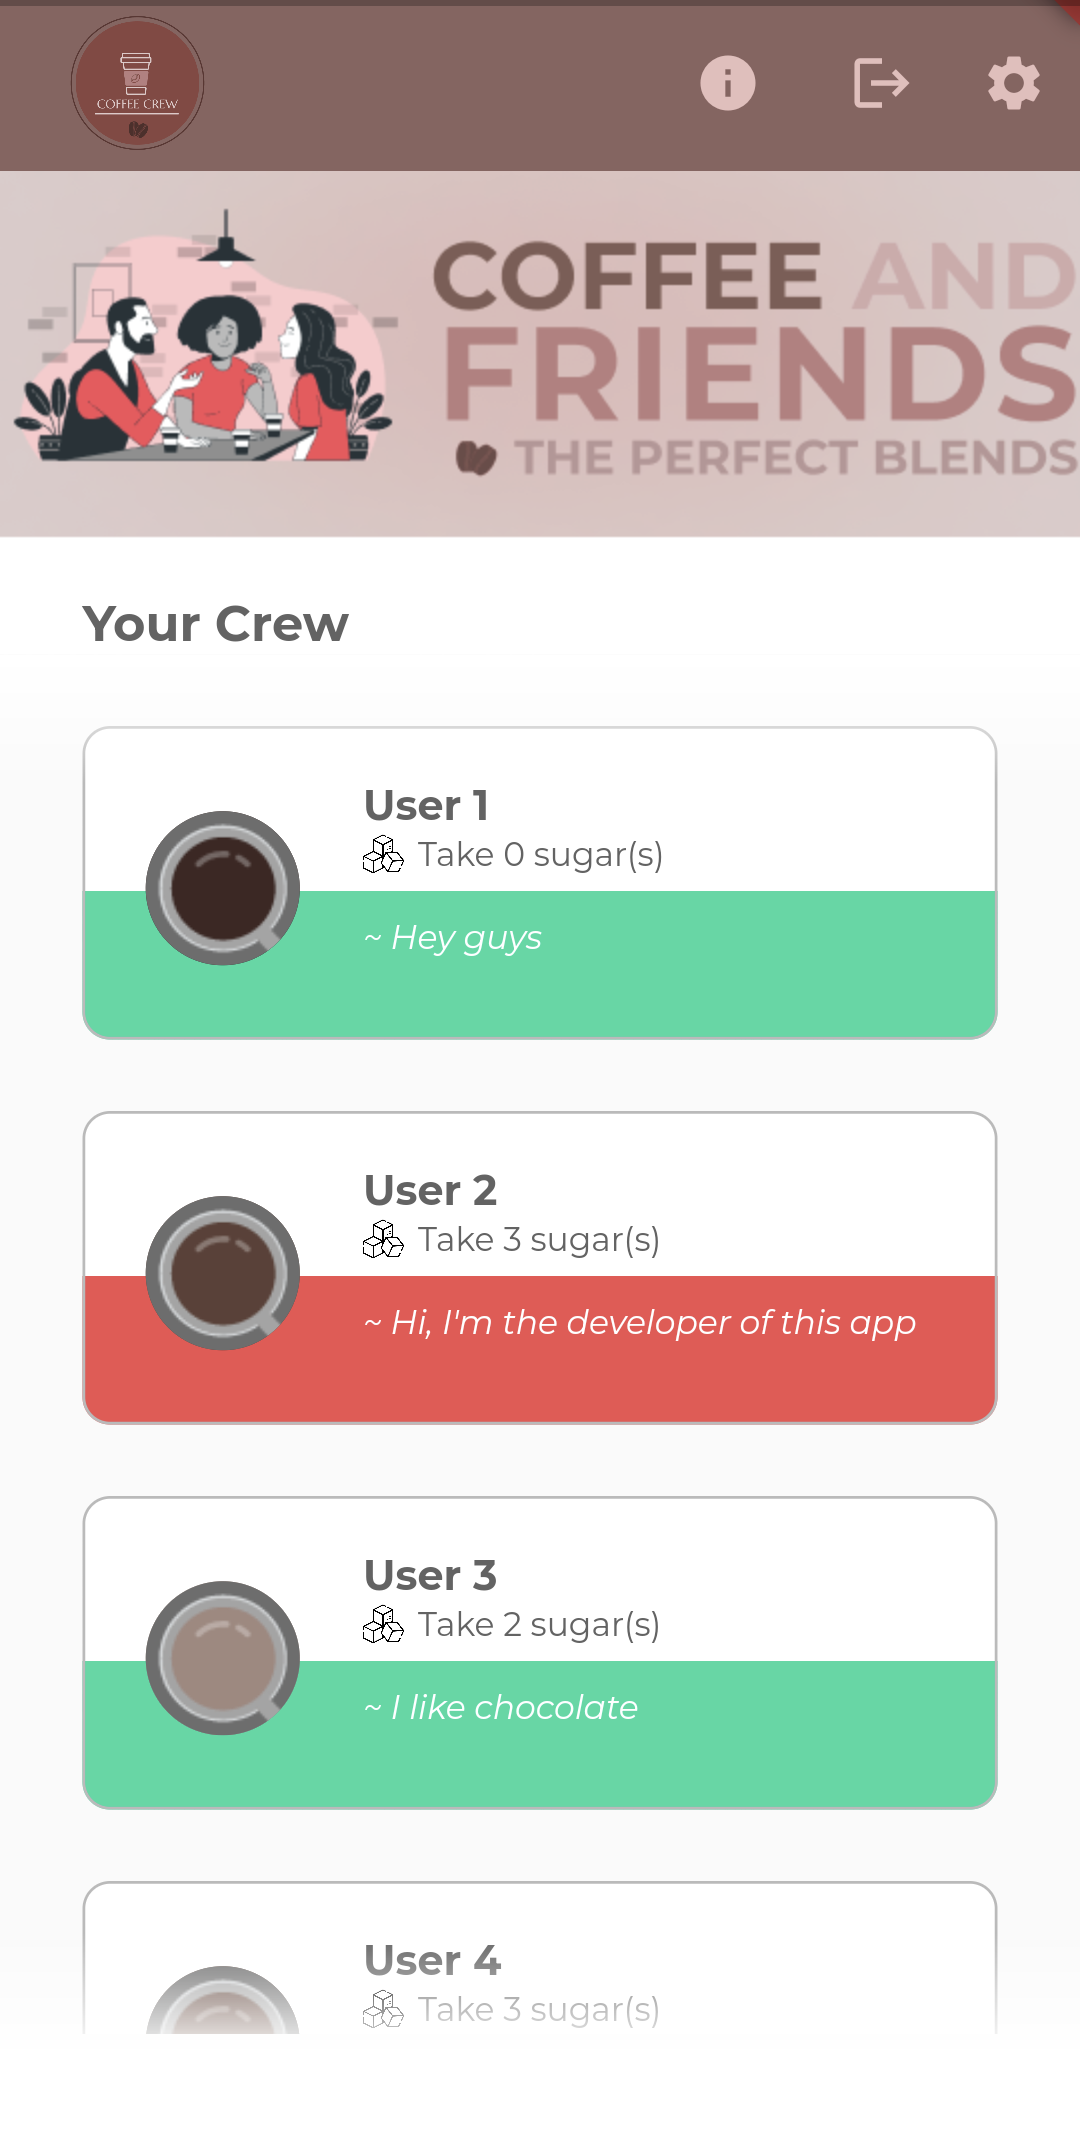 COFFEE CREW
COFFEE AND
FRIENDS
THE PERFECT BLENDS
Your Crew
User 1
Take 0 sugar(s)
~ Hey guys
User 2
Take 3 sugar(s)
~ Hi, I'm the developer of this app
User 3
Take 2 sugar(s)
~ I like chocolate
User 4
Take 3 sugar(s)